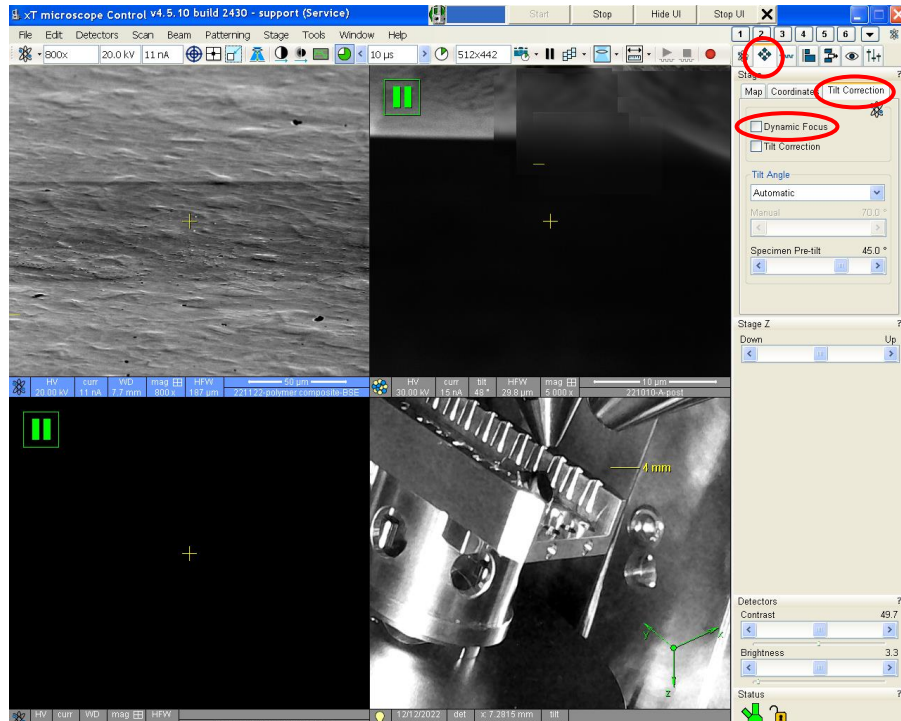 xT microscope Control v4.5.10 build 2430 - support (Service)
Start Stop Hide UI Stop UI X
File Edit Detectors Scan Beam Patterning Stage Tools Window Help
1 2 3 4 5 6
800x 20.0 kV 11 nA 10 µs 512x442
Stage ?
Map Coordinates Tilt Correction
Dynamic Focus
Tilt Correction
Tilt Angle
Automatic
Manual 70.0 °
Specimen Pre-tilt 45.0 °
Stage Z ?
Down Up
HV curr WD mag HFW 50 µm
20.00 kV 11 nA 7.7 mm 800 x 187 µm 221122-polymer composite-BSE
HV curr tilt HFW mag 10 µm
30.00 kV 15 nA 48 ° 29.8 µm 5 000 x 221010-A-post
4 mm
y x
z
Detectors ?
Contrast 49.7
Brightness 3.3
Status ?
HV curr WD mag HFW
12/12/2022 det x: 7.2815 mm tilt